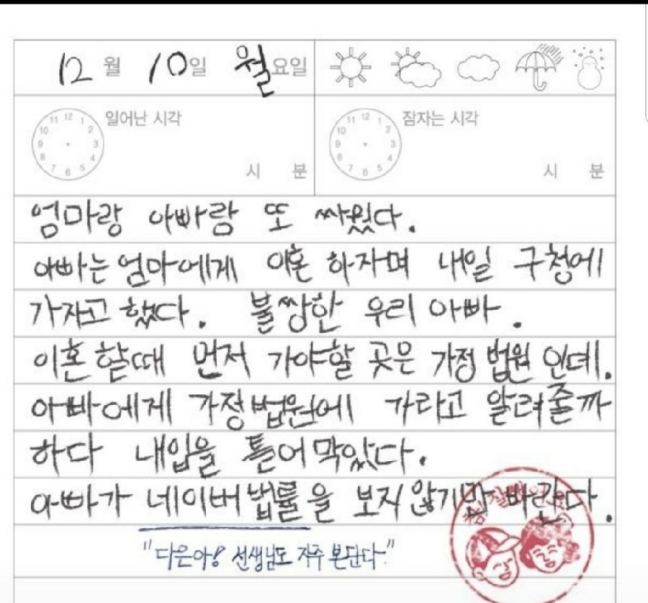 12월 10일 월요일
일어난 시각
시 분
잠자는 시각
시 분
엄마랑 아빠랑 또 싸웠다.
아빠는 엄마에게 이혼 하자며 내일 구청에
가자고 했다. 불쌍한 우리 아빠.
이혼 할때 먼저 가야할 곳은 가정 법원 인데.
아빠에게 가정법원에 가라고 알려줄까
하다 내입을 틀어막았다.
아빠가 네이버 법률을 보지 않기만 바란다.
"다은아! 선생님도 자주 본단다."